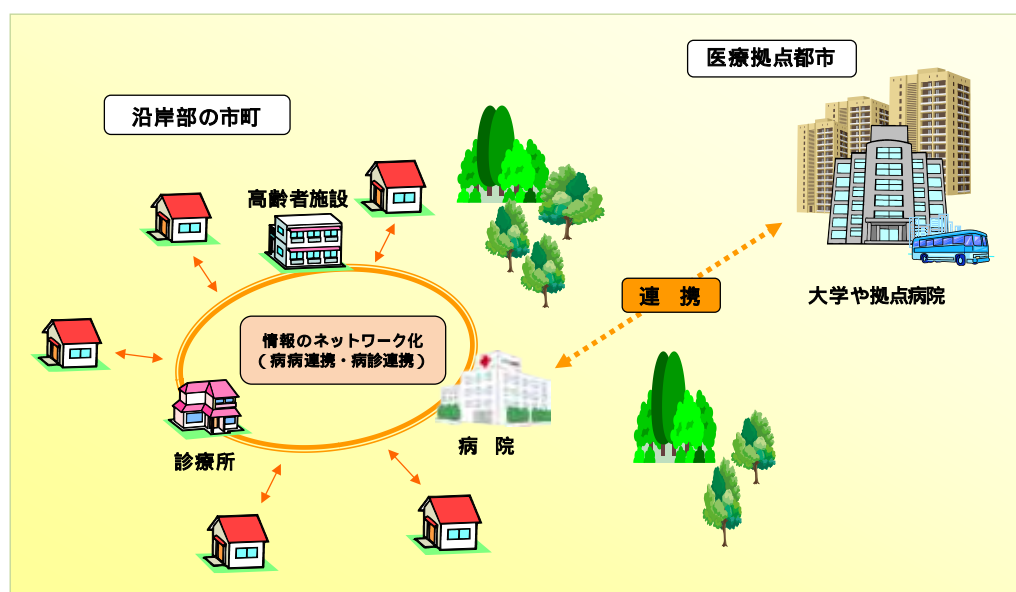 医療拠点都市
沿岸部の市町
高齢者施設
連 携
大学や拠点病院
情報のネットワーク化
(病病連携・病診連携)
病 院
診療所